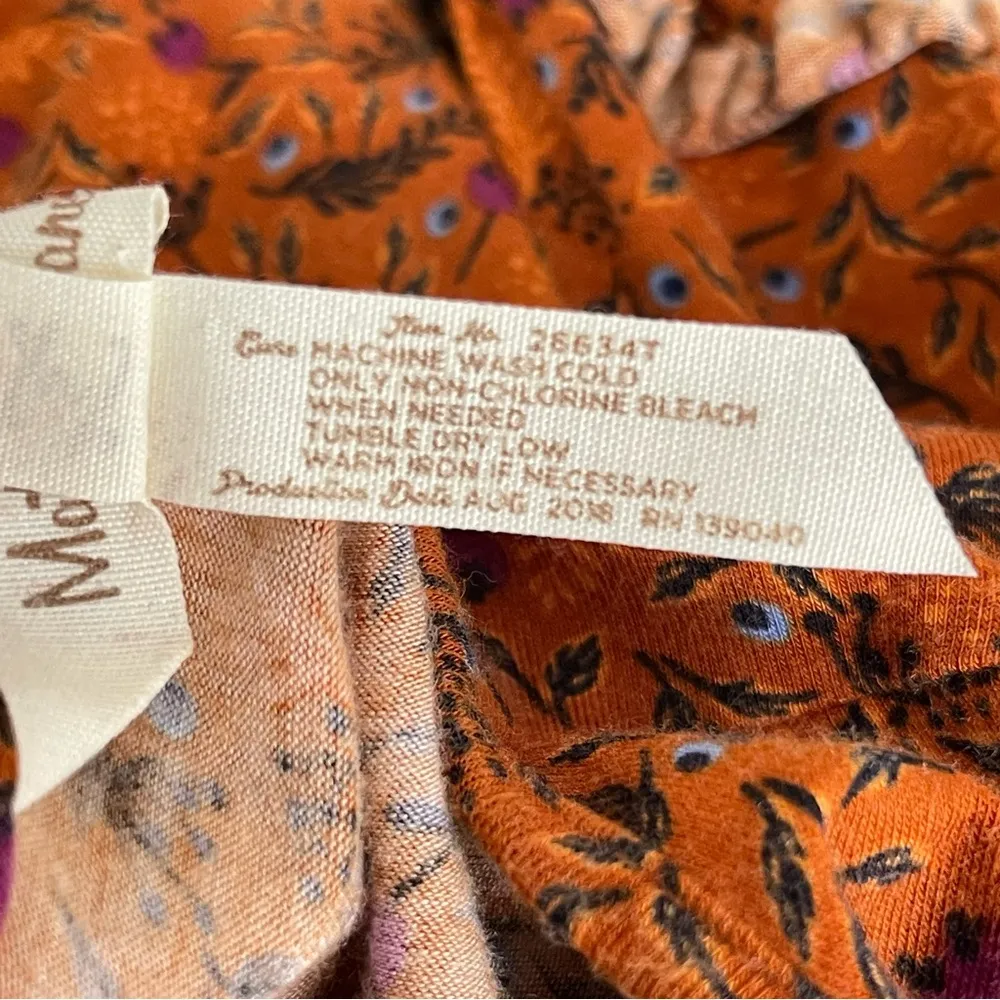 Item No. 26634T
Care MACHINE WASH COLD
ONLY NON-CHLORINE BLEACH
WHEN NEEDED
TUMBLE DRY LOW
WARM IRON IF NECESSARY
Production Date AUG 2018 RN 139040